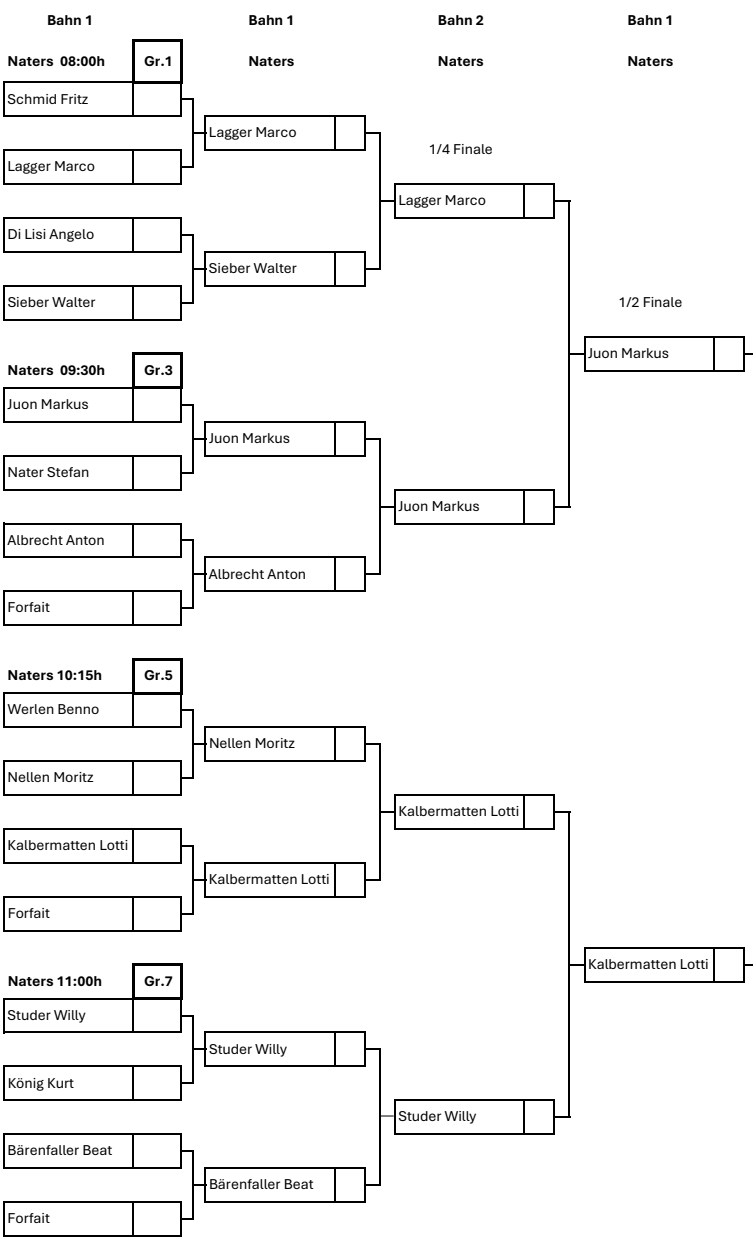 Bahn 1 Bahn 1 Bahn 2 Bahn 1
Naters 08:00h Gr.1 Naters Naters Naters
Schmid Fritz
Lagger Marco
1/4 Finale
Lagger Marco
Lagger Marco
Di Lisi Angelo
Sieber Walter
Sieber Walter
1/2 Finale
Juon Markus
Naters 09:30h Gr.3
Juon Markus
Juon Markus
Nater Stefan
Juon Markus
Albrecht Anton
Albrecht Anton
Forfait
Naters 10:15h Gr.5
Werlen Benno
Nellen Moritz
Nellen Moritz
Kalbermatten Lotti
Kalbermatten Lotti
Kalbermatten Lotti
Forfait
Kalbermatten Lotti
Naters 11:00h Gr.7
Studer Willy
Studer Willy
König Kurt
Studer Willy
Bärenfaller Beat
Bärenfaller Beat
Forfait